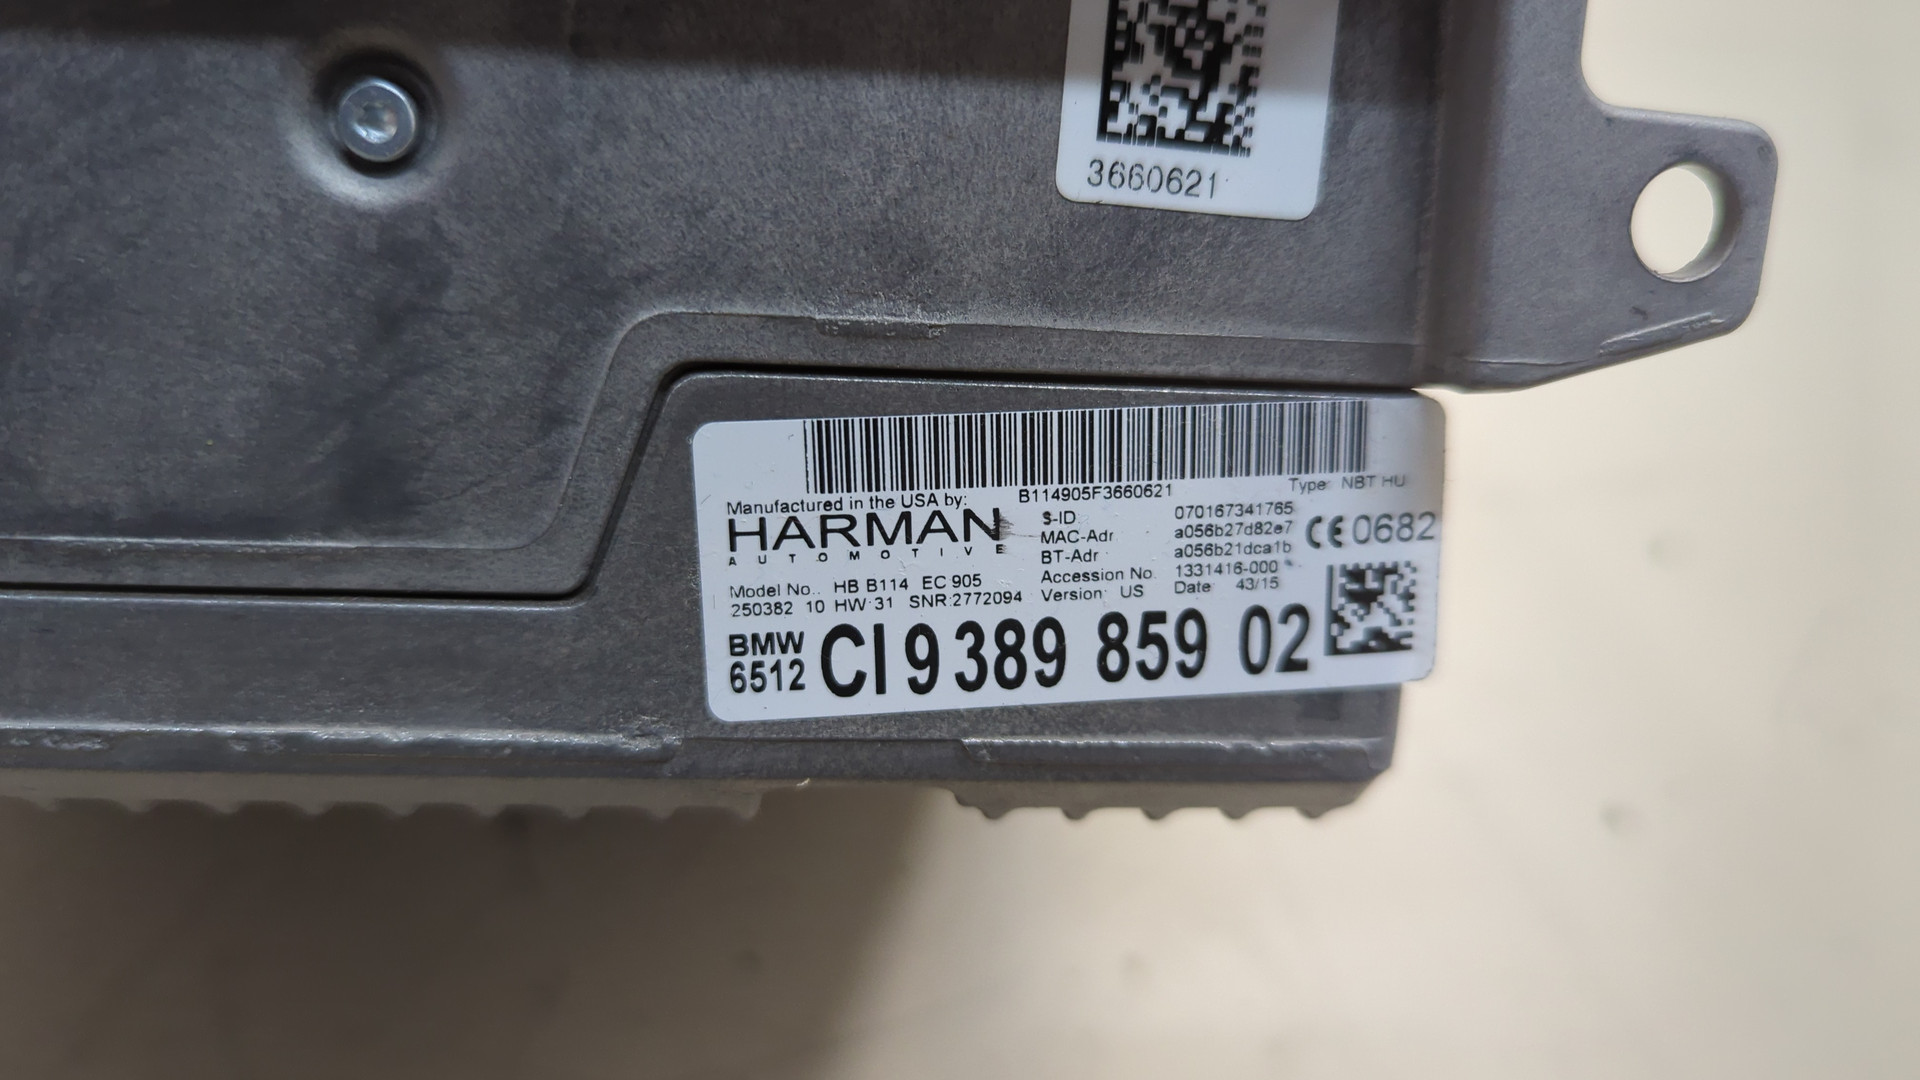 3660621
B114905F3660621
Type: NBT HU
Manufactured in the USA by:
HARMAN
AUTOMOTIVE
S-ID: 070167341765
MAC-Adr a056b27d82e7
BT-Adr a056b21dca1b
CE 0682
Accession No. 1331416-000
Model No.: HB B114 EC 905
Version: US Date: 43/15
250382 10 HW:31 SNR:2772094
BMW
6512
CI 9 389 859 02